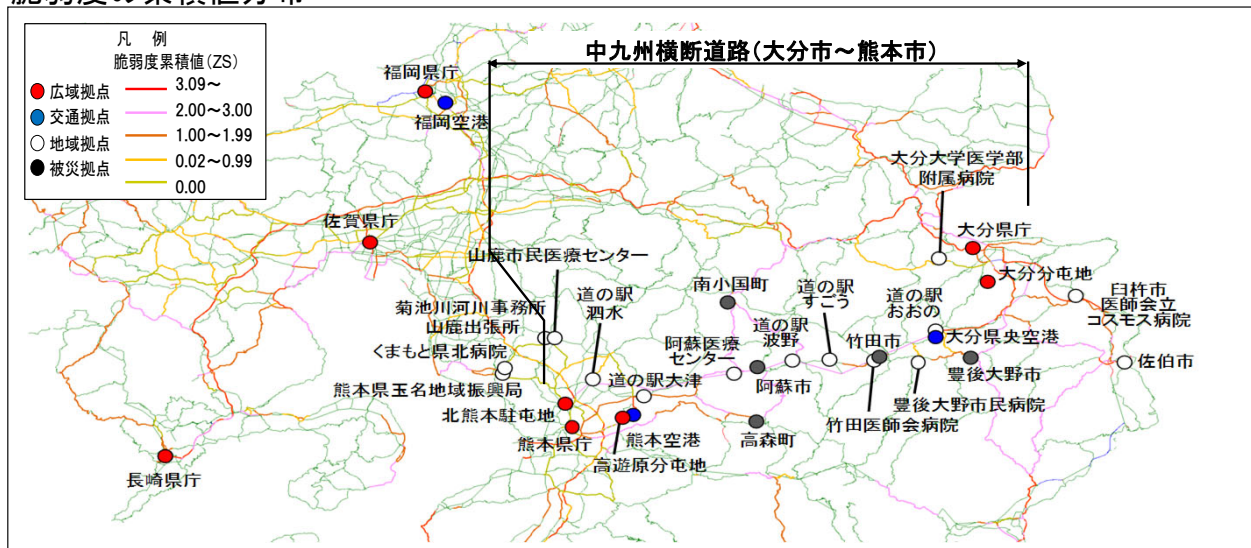 凡 例
脆弱度累積値(ZS)
広域拠点
3.09～
交通拠点
2.00～3.00
地域拠点
1.00～1.99
被災拠点
0.02～0.99
0.00
中九州横断道路(大分市～熊本市)
福岡県庁
福岡空港
大分大学医学部
附属病院
佐賀県庁
大分県庁
山鹿市民医療センター
大分分屯地
菊池川河川事務所
山鹿出張所
道の駅
泗水
南小国町
道の駅
すごう
道の駅
おおの
臼杵市
医師会立
コスモス病院
くまもと県北病院
阿蘇医療
センター
道の駅
波野
竹田市
大分県央空港
佐伯市
熊本県玉名地域振興局
道の駅大津
阿蘇市
豊後大野市
北熊本駐屯地
豊後大野市民病院
熊本県庁
熊本空港
高森町
竹田医師会病院
高遊原分屯地
長崎県庁